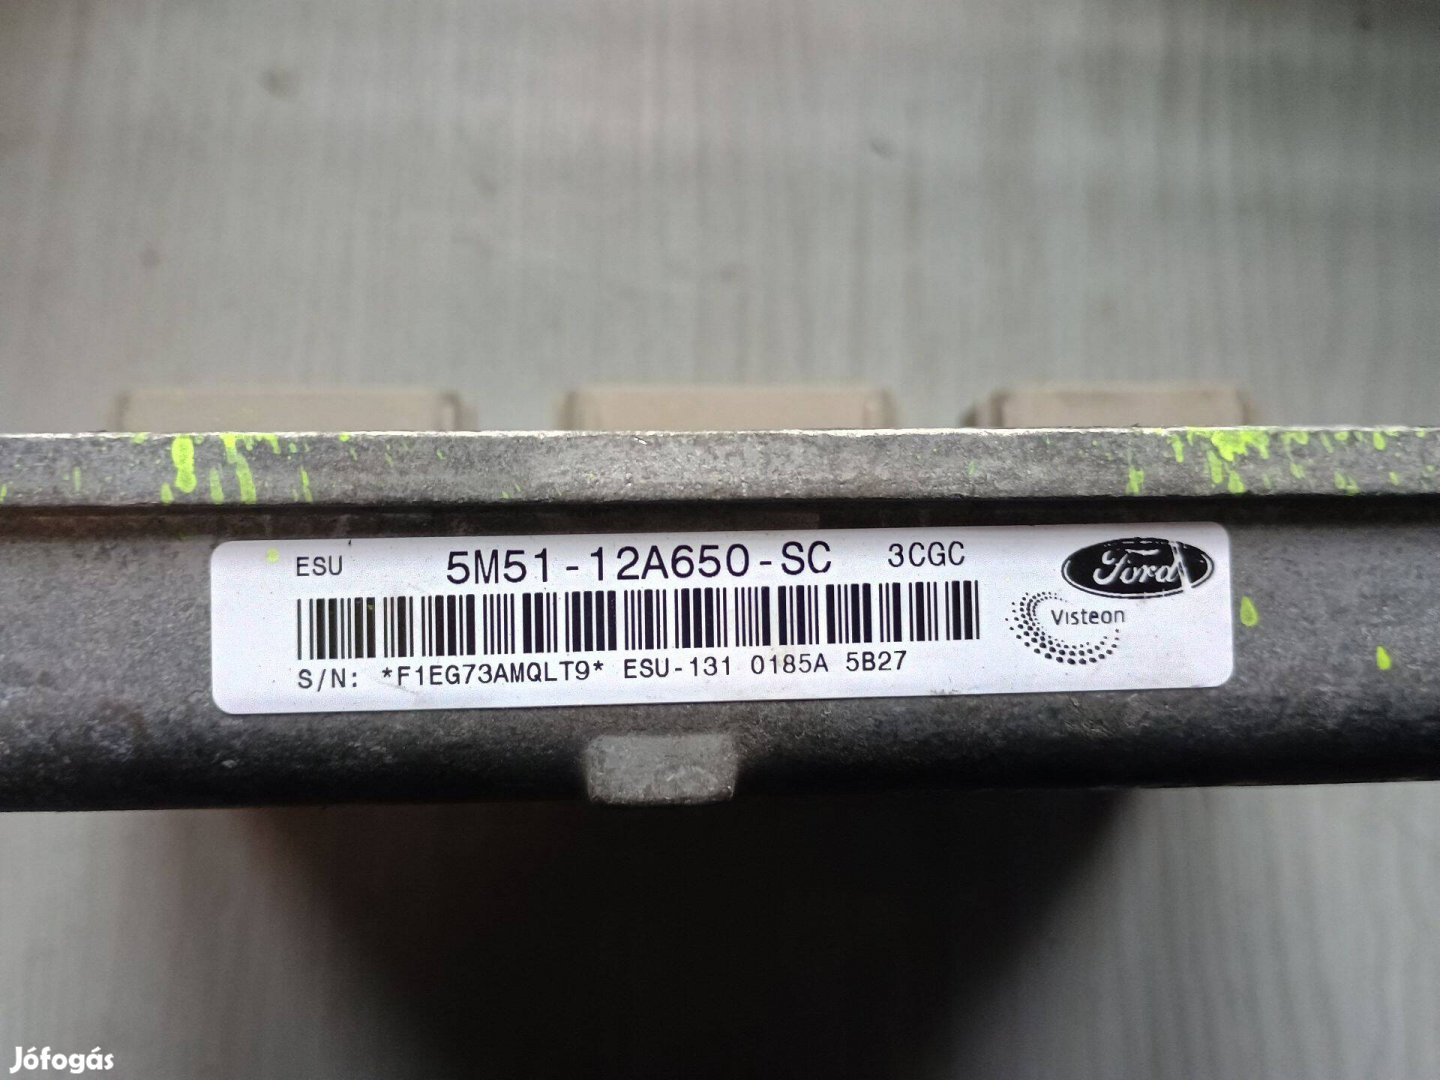 ESU 5M51-12A650-SC 3CGC Ford
Visteon
S/N: *F1EG73AMQLT9* ESU-131 0185A 5B27
Jófogás